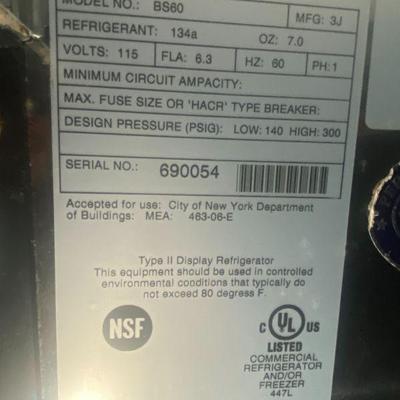 MODEL NO.: BS60 MFG: 3J
REFRIGERANT: 134a OZ: 7.0
VOLTS: 115 FLA: 6.3 HZ: 60 PH: 1
MINIMUM CIRCUIT AMPACITY:
MAX. FUSE SIZE OR 'HACR' TYPE BREAKER:
DESIGN PRESSURE (PSIG): LOW: 140 HIGH: 300
SERIAL NO.: 690054
Accepted for use: City of New York Department
of Buildings: MEA: 463-06-E
Type II Display Refrigerator
This equipment should be used in controlled
environmental conditions that typically do
not exceed 80 degress F.
NSF
C UL US
LISTED
COMMERCIAL
REFRIGERATOR
AND/OR
FREEZER
447L